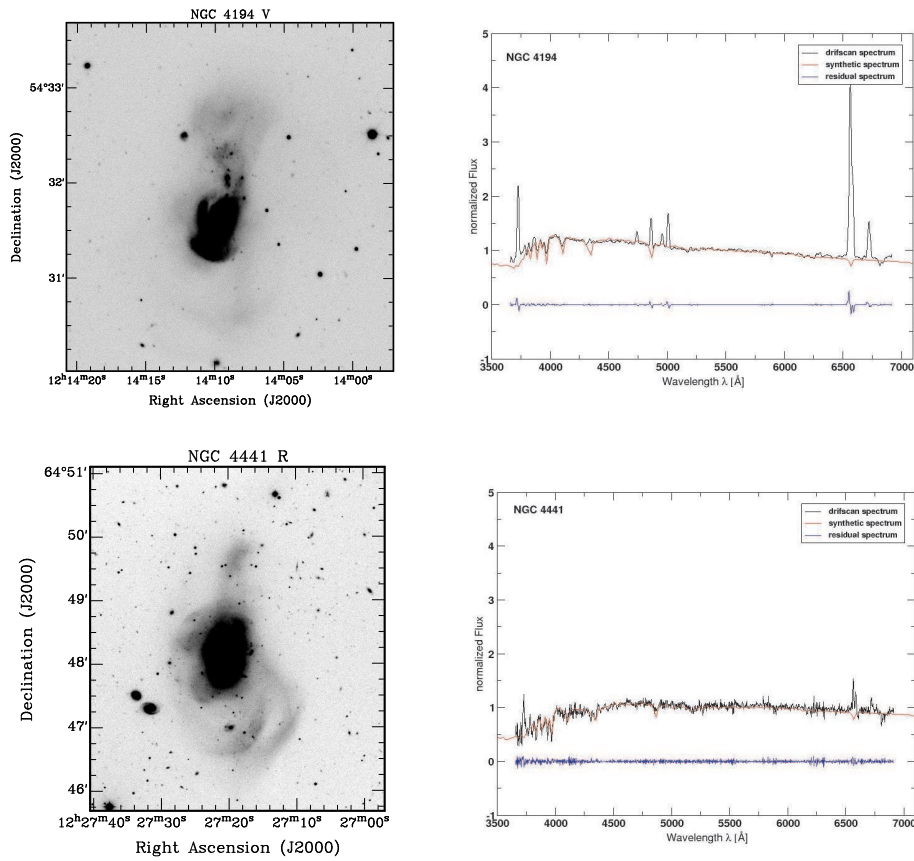 NGC 4194 V
54°33′
32′
31′
Declination (J2000)
12ʰ14ᵐ20ˢ
14ᵐ15ˢ
14ᵐ10ˢ
14ᵐ05ˢ
14ᵐ00ˢ
Right Ascension (J2000)
NGC 4194
drifscan spectrum
synthetic spectrum
residual spectrum
normalized Flux
5
4
3
2
1
0
-1
3500
4000
4500
5000
5500
6000
6500
7000
Wavelength λ [Å]
NGC 4441 R
64°51′
50′
49′
48′
47′
46′
Declination (J2000)
12ʰ27ᵐ40ˢ
27ᵐ30ˢ
27ᵐ20ˢ
27ᵐ10ˢ
27ᵐ00ˢ
Right Ascension (J2000)
NGC 4441
drifscan spectrum
synthetic spectrum
residual spectrum
normalized Flux
5
4
3
2
1
0
-1
3500
4000
4500
5000
5500
6000
6500
7000
Wavelength λ [Å]